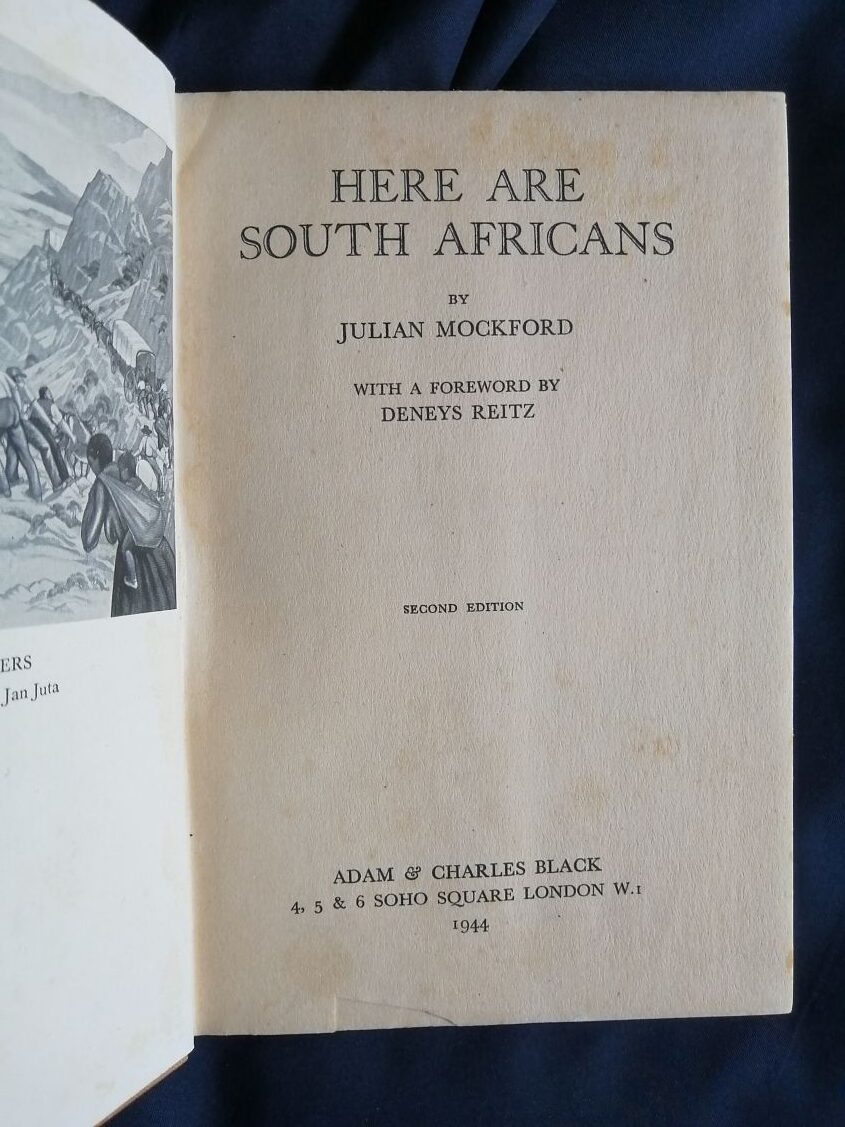 ERS
Jan Juta
HERE ARE
SOUTH AFRICANS
BY
JULIAN MOCKFORD
WITH A FOREWORD BY
DENEYS REITZ
SECOND EDITION
ADAM & CHARLES BLACK
4, 5 & 6 SOHO SQUARE LONDON W.1
1944